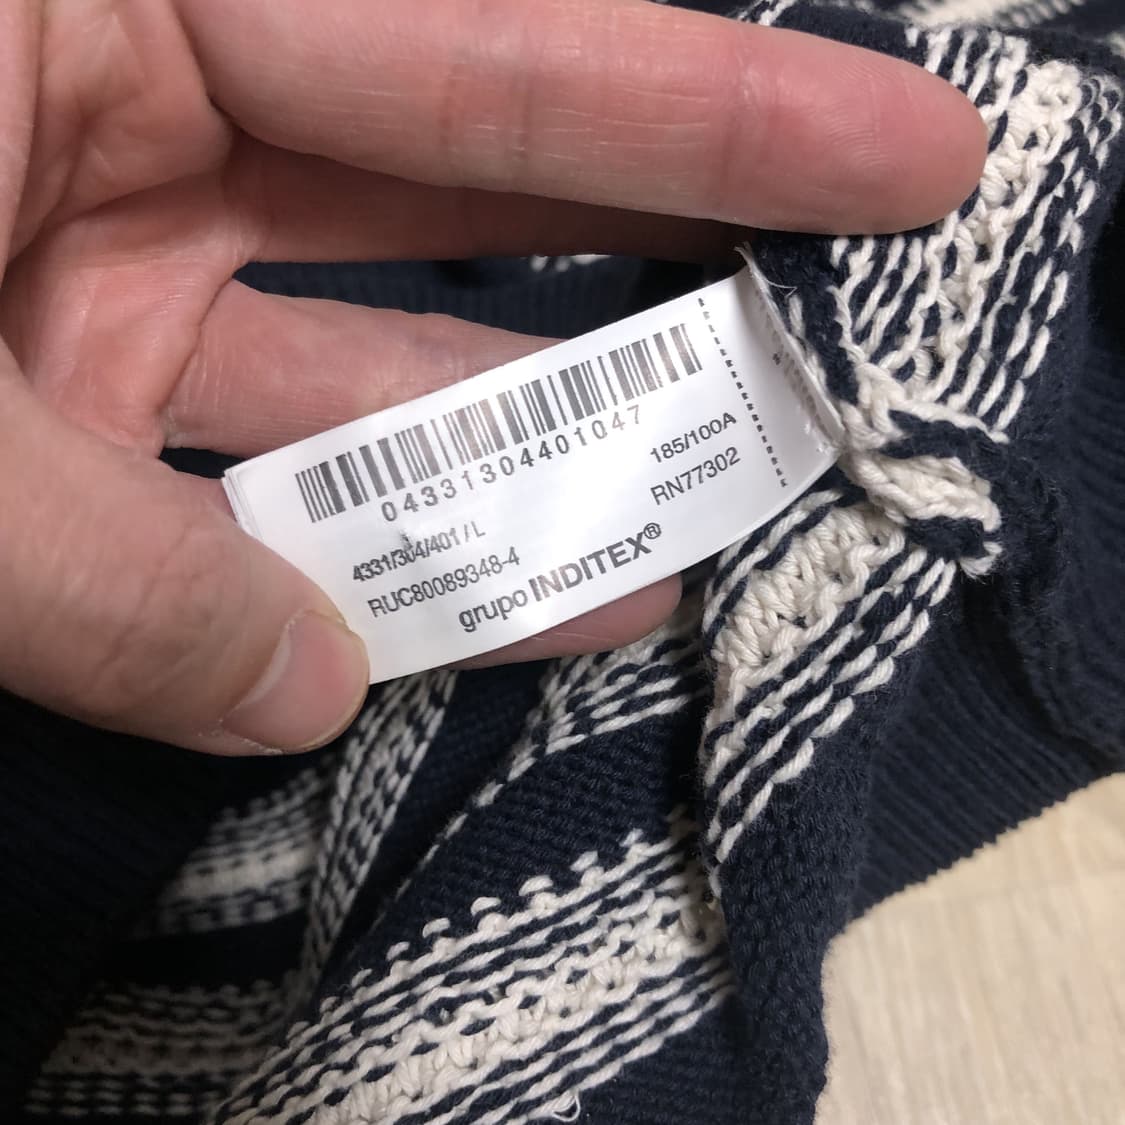 04331304401047
4331/304/401 / L
185/100A
RUC80089348-4
RN77302
grupo INDITEX®